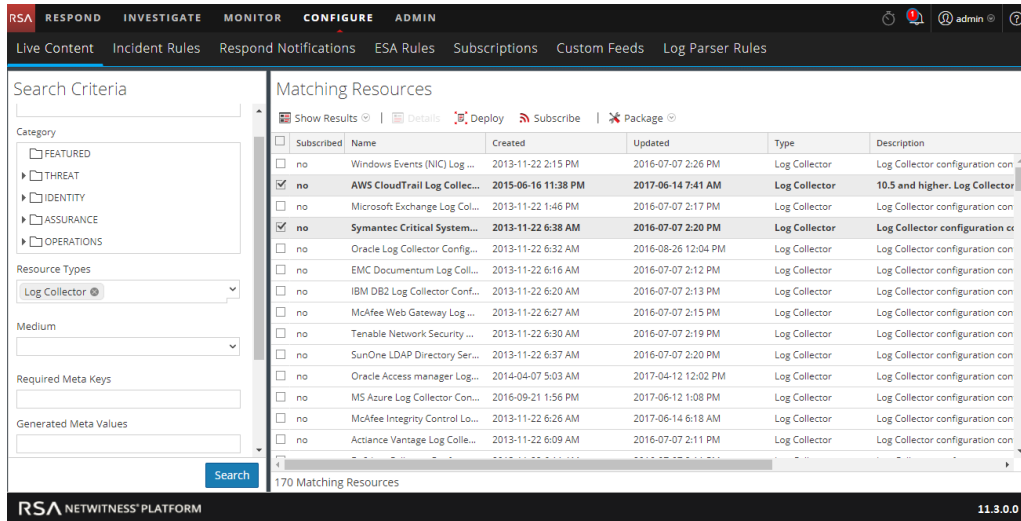 RSA RESPOND INVESTIGATE MONITOR CONFIGURE ADMIN 1 admin ?
Live Content Incident Rules Respond Notifications ESA Rules Subscriptions Custom Feeds Log Parser Rules
Search Criteria
Category
FEATURED
THREAT
IDENTITY
ASSURANCE
OPERATIONS
Resource Types
Log Collector
Medium
Required Meta Keys
Generated Meta Values
Search
Matching Resources
Show Results | Details Deploy Subscribe | Package
Subscribed Name Created Updated Type Description
no Windows Events (NIC) Log ... 2013-11-22 2:15 PM 2016-07-07 2:26 PM Log Collector Log Collector configuration con
no AWS CloudTrail Log Collec... 2015-06-16 11:38 PM 2017-06-14 7:41 AM Log Collector 10.5 and higher. Log Collector
no Microsoft Exchange Log Col... 2013-11-22 1:46 PM 2016-07-07 2:17 PM Log Collector Log Collector configuration con
no Symantec Critical System... 2013-11-22 6:38 AM 2016-07-07 2:20 PM Log Collector Log Collector configuration co
no Oracle Log Collector Config... 2013-11-22 6:32 AM 2016-08-26 12:04 PM Log Collector Log Collector configuration con
no EMC Documentum Log Coll... 2013-11-22 6:16 AM 2016-07-07 2:12 PM Log Collector Log Collector configuration con
no IBM DB2 Log Collector Conf... 2013-11-22 6:20 AM 2016-07-07 2:13 PM Log Collector Log Collector configuration con
no McAfee Web Gateway Log ... 2013-11-22 6:27 AM 2016-07-07 2:15 PM Log Collector Log Collector configuration con
no Tenable Network Security ... 2013-11-22 6:30 AM 2016-07-07 2:19 PM Log Collector Log Collector configuration con
no SunOne LDAP Directory Ser... 2013-11-22 6:37 AM 2016-07-07 2:20 PM Log Collector Log Collector configuration con
no Oracle Access manager Log... 2014-04-07 5:03 AM 2017-04-12 12:02 PM Log Collector Log Collector configuration con
no MS Azure Log Collector Con... 2016-09-21 1:56 PM 2017-06-12 1:08 PM Log Collector Log Collector configuration con
no McAfee Integrity Control Lo... 2013-11-22 6:26 AM 2017-06-14 6:18 AM Log Collector Log Collector configuration con
no Actiance Vantage Log Colle... 2013-11-22 6:09 AM 2016-07-07 2:11 PM Log Collector Log Collector configuration con
170 Matching Resources
RSA NETWITNESS® PLATFORM 11.3.0.0